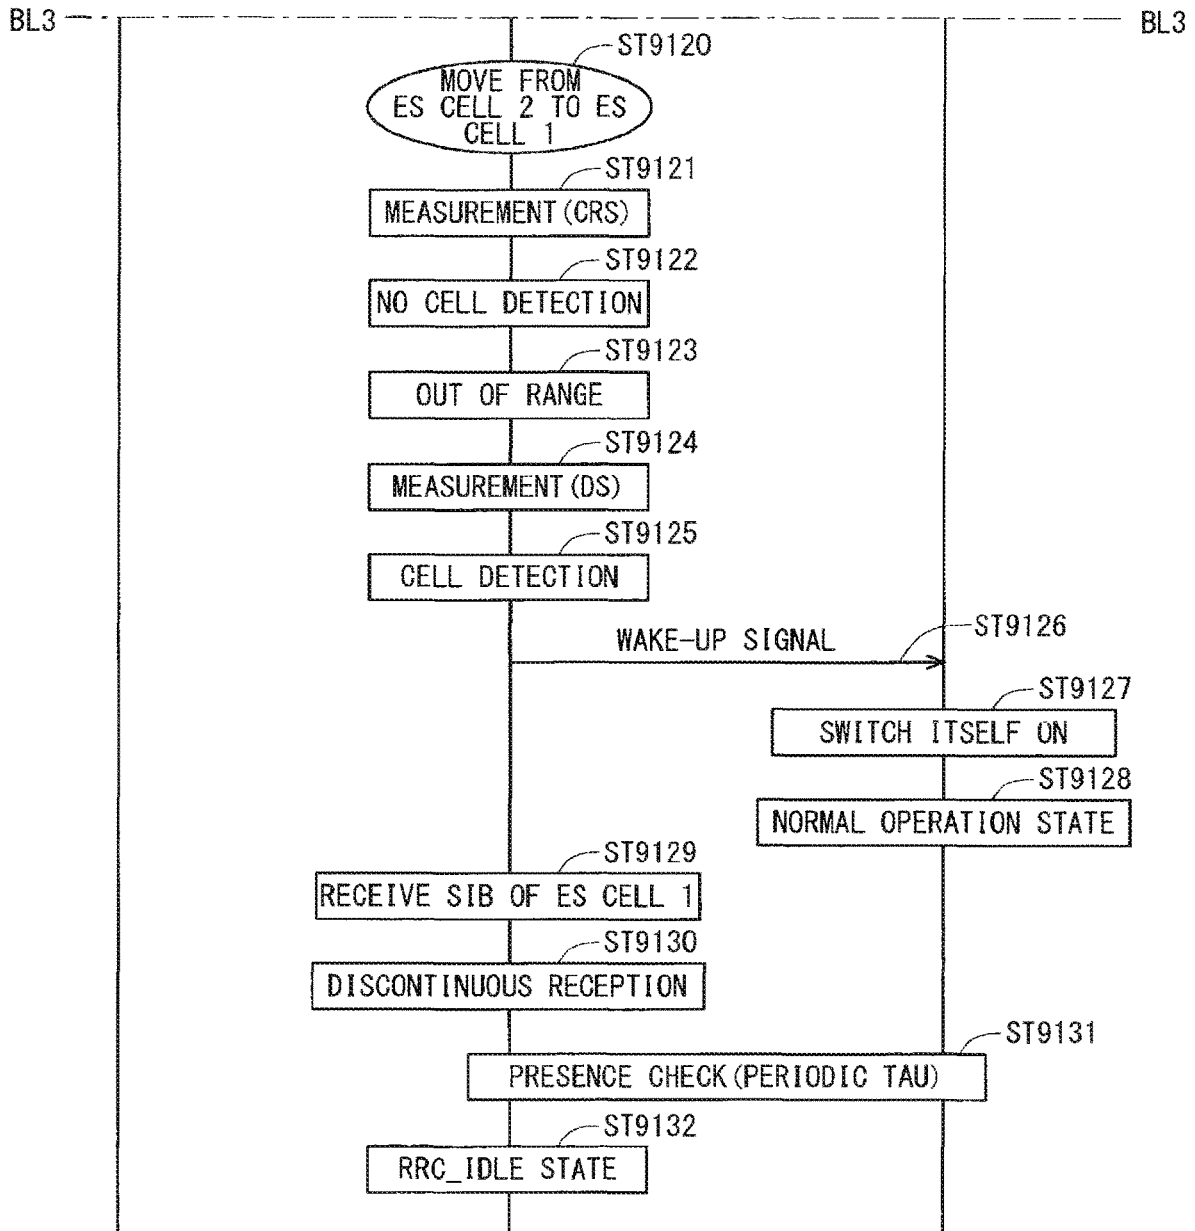 BL3
BL3
ST9120
MOVE FROM
ES CELL 2 TO ES
CELL 1
ST9121
MEASUREMENT(CRS)
ST9122
NO CELL DETECTION
ST9123
OUT OF RANGE
ST9124
MEASUREMENT(DS)
ST9125
CELL DETECTION
WAKE-UP SIGNAL
ST9126
ST9127
SWITCH ITSELF ON
ST9128
NORMAL OPERATION STATE
ST9129
RECEIVE SIB OF ES CELL 1
ST9130
DISCONTINUOUS RECEPTION
ST9131
PRESENCE CHECK(PERIODIC TAU)
ST9132
RRC_IDLE STATE